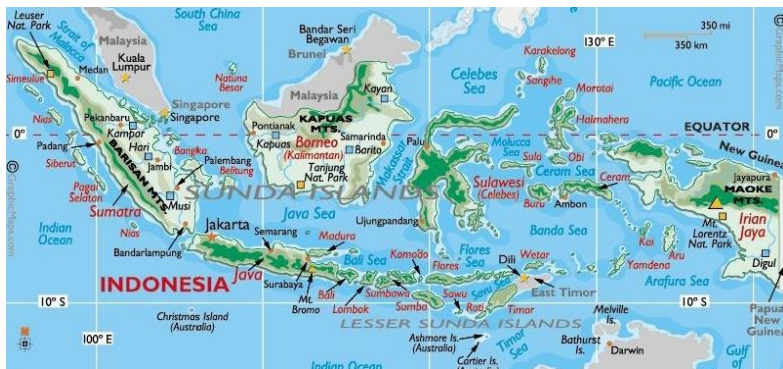 Leuser
Nat. Park
Strait of
Malacca
South China
Sea
Malaysia
Kuala
Lumpur
Medan
Simeulue
Nias
Natuna
Besar
Singapore
Singapore
Bandar Seri
Begawan
Brunei
Malaysia
Kayan
Celebes
Sea
Karakelong
Sangihe
Morotai
Halmahera
130° E
350 mi
350 km
Pacific Ocean
EQUATOR
New Guinea
0°
0°
Pekanbaru
Kampar
Hari
Padang
Siberut
BARISAN MTS.
Jambi
Bangka
Palembang
Belitung
Pagai
Selatan
Sumatra
Musi
Nias
Indian
Ocean
Bandarlampung
Pontianak
Kapuas
KAPUAS
MTS.
Borneo
(Kalimantan)
Samarinda
Barito
Tanjung
Nat. Park
Makassar
Strait
Palu
Molucca
Sea
Sula
Obi
Ceram Sea
Ceram
Sulawesi
(Celebes)
Buru
Ambon
Ujungpandang
Jayapura
MAOKE
MTS.
Mt.
Lorentz
Nat. Park
Irian
Jaya
Digul
Kai
Aru
Yamdena
SUNDA ISLANDS
Java Sea
Jakarta
Semarang
Madura
Java
Surabaya
Mt.
Bromo
Bali Sea
Bali
Lombok
Sumbawa
Komodo
Flores
Flores
Sea
Sumba
Sawu
Savu Sea
Roti
Timor
Dili
Wetar
East Timor
Banda Sea
Arafura Sea
INDONESIA
10° S
10° S
100° E
Christmas Island
(Australia)
LESSER SUNDA ISLANDS
Indian Ocean
Ashmore Is.
(Australia)
Cartier Is.
(Australia)
Timor
Sea
Melville
Is.
Bathurst
Is.
Darwin
Papua
New
Guinea
Gulf
of
©GraphicMaps.com
©GraphicMaps.com